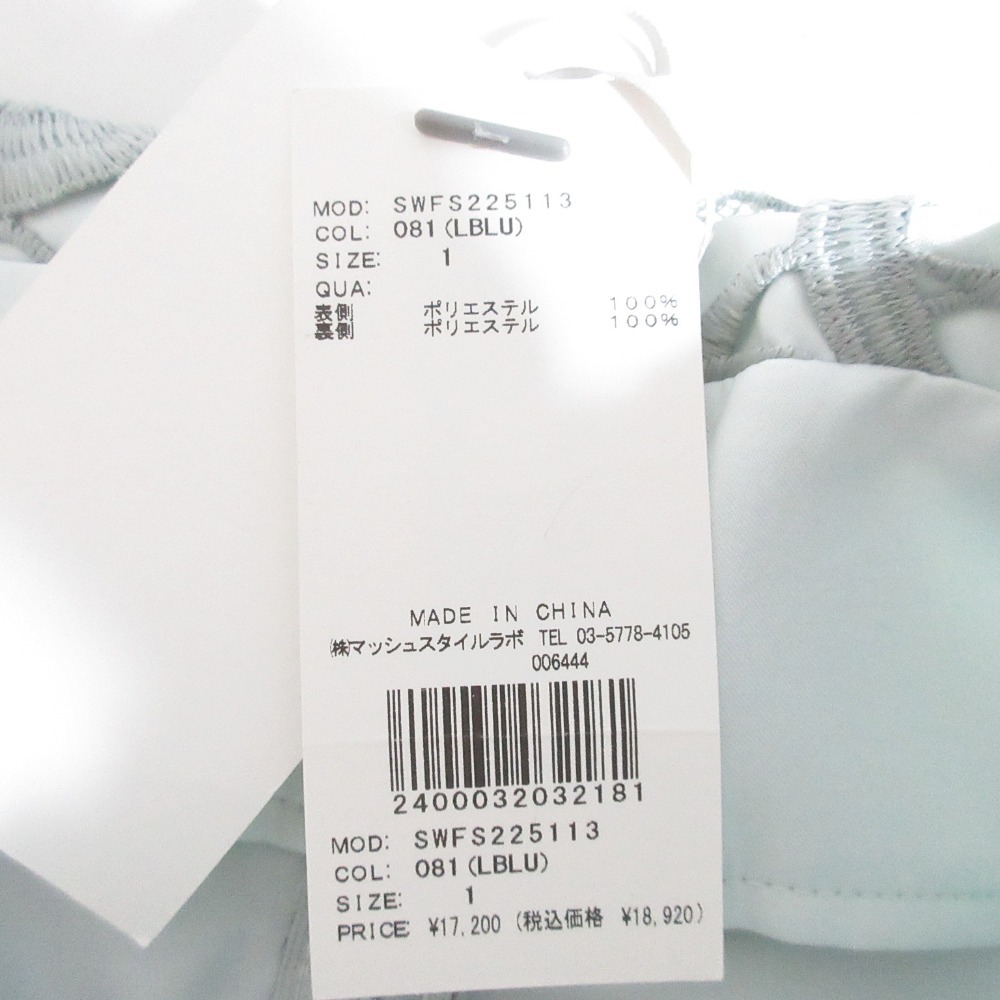 MOD: SWFS225113
COL: 081(LBLU)
SIZE: 1
QUA:
表側 ポリエステル 100%
裏側 ポリエステル 100%
MADE IN CHINA
㈱マッシュスタイルラボ TEL 03-5778-4105
006444
2400032032181
MOD: SWFS225113
COL: 081(LBLU)
SIZE: 1
PRICE: ¥17,200 (税込価格 ¥18,920)